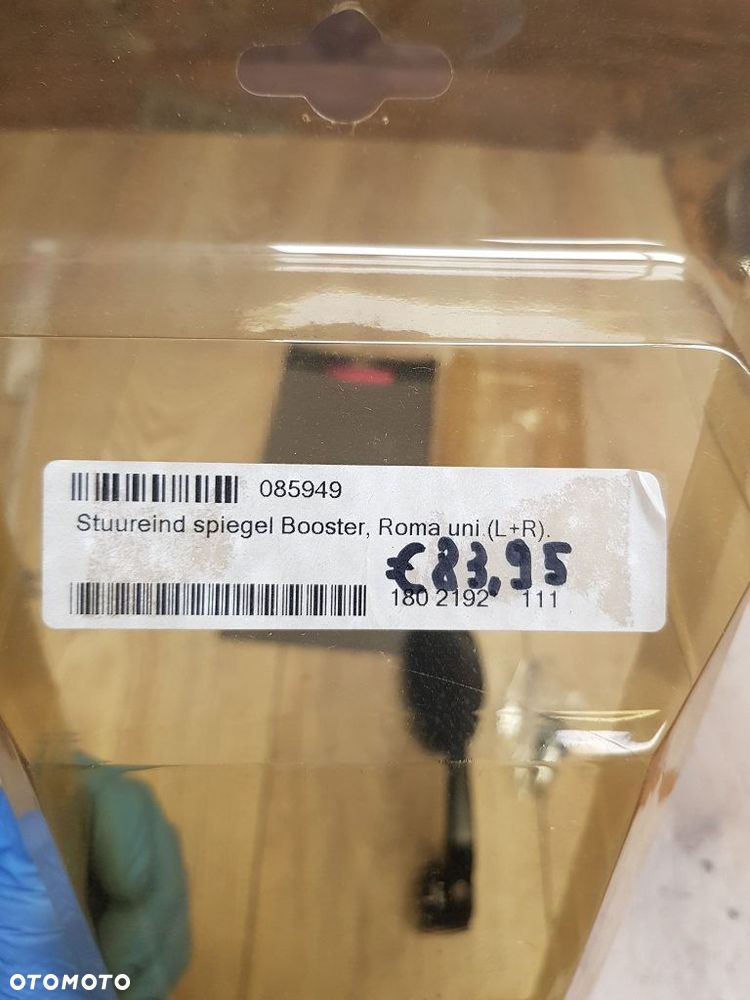 085949
Stuureind spiegel Booster, Roma uni (L+R).
€83,95
180 2192 111
OTOMOTO